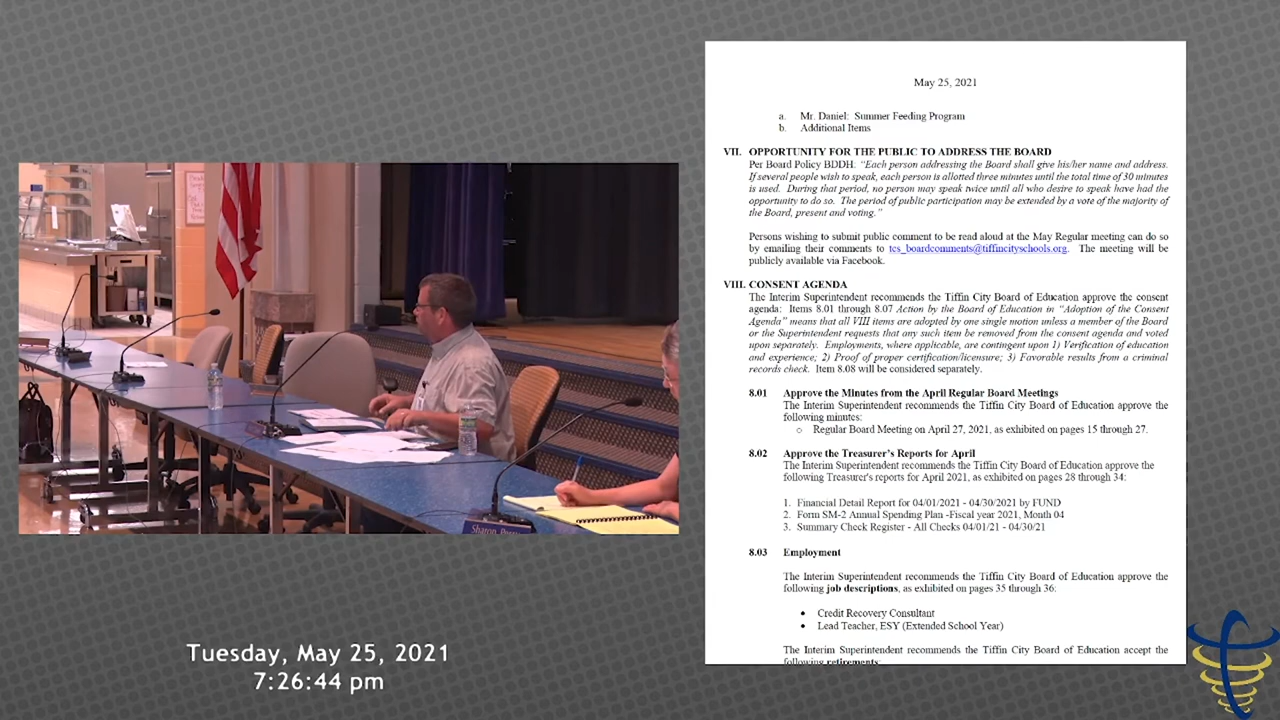 May 25, 2021
a. Mr. Daniel: Summer Feeding Program
b. Additional Items
VII. OPPORTUNITY FOR THE PUBLIC TO ADDRESS THE BOARD
Per Board Policy BDDH: “Each person addressing the Board shall give his/her name and address.
If several people wish to speak, each person is allotted three minutes until the total time of 30 minutes
is used. During that period, no person may speak twice until all who desire to speak have had the
opportunity to do so. The period of public participation may be extended by a vote of the majority of
the Board, present and voting.”
Persons wishing to submit public comment to be read aloud at the May Regular meeting can do so
by emailing their comments to tcs_boardcomments@tiffincityschools.org. The meeting will be
publicly available via Facebook.
VIII. CONSENT AGENDA
The Interim Superintendent recommends the Tiffin City Board of Education approve the consent
agenda: Items 8.01 through 8.07 Action by the Board of Education in “Adoption of the Consent
Agenda” means that all VIII items are adopted by one single motion unless a member of the Board
or the Superintendent requests that any such item be removed from the consent agenda and voted
upon separately. Employments, where applicable, are contingent upon 1) Verification of education
and experience; 2) Proof of proper certification/licensure; 3) Favorable results from a criminal
records check. Item 8.08 will be considered separately.
8.01 Approve the Minutes from the April Regular Board Meetings
The Interim Superintendent recommends the Tiffin City Board of Education approve the
following minutes:
○ Regular Board Meeting on April 27, 2021, as exhibited on pages 15 through 27.
8.02 Approve the Treasurer’s Reports for April
The Interim Superintendent recommends the Tiffin City Board of Education approve the
following Treasurer's reports for April 2021, as exhibited on pages 28 through 34:
1. Financial Detail Report for 04/01/2021 - 04/30/2021 by FUND
2. Form SM-2 Annual Spending Plan -Fiscal year 2021, Month 04
3. Summary Check Register - All Checks 04/01/21 - 04/30/21
8.03 Employment
The Interim Superintendent recommends the Tiffin City Board of Education approve the
following job descriptions, as exhibited on pages 35 through 36:
• Credit Recovery Consultant
• Lead Teacher, ESY (Extended School Year)
The Interim Superintendent recommends the Tiffin City Board of Education accept the
following retirements:
Sharon
Tuesday, May 25, 2021
7:26:44 pm